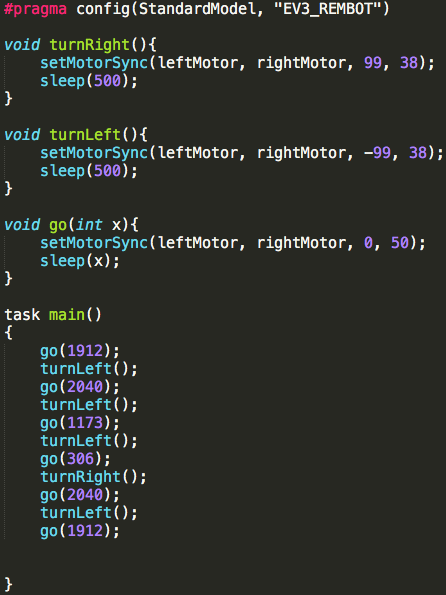 #pragma config(StandardModel, "EV3_REMBOT")
void turnRight(){
setMotorSync(leftMotor, rightMotor, 99, 38);
sleep(500);
}
void turnLeft(){
setMotorSync(leftMotor, rightMotor, -99, 38);
sleep(500);
}
void go(int x){
setMotorSync(leftMotor, rightMotor, 0, 50);
sleep(x);
}
task main()
{
go(1912);
turnLeft();
go(2040);
turnLeft();
go(1173);
turnLeft();
go(306);
turnRight();
go(2040);
turnLeft();
go(1912);
}